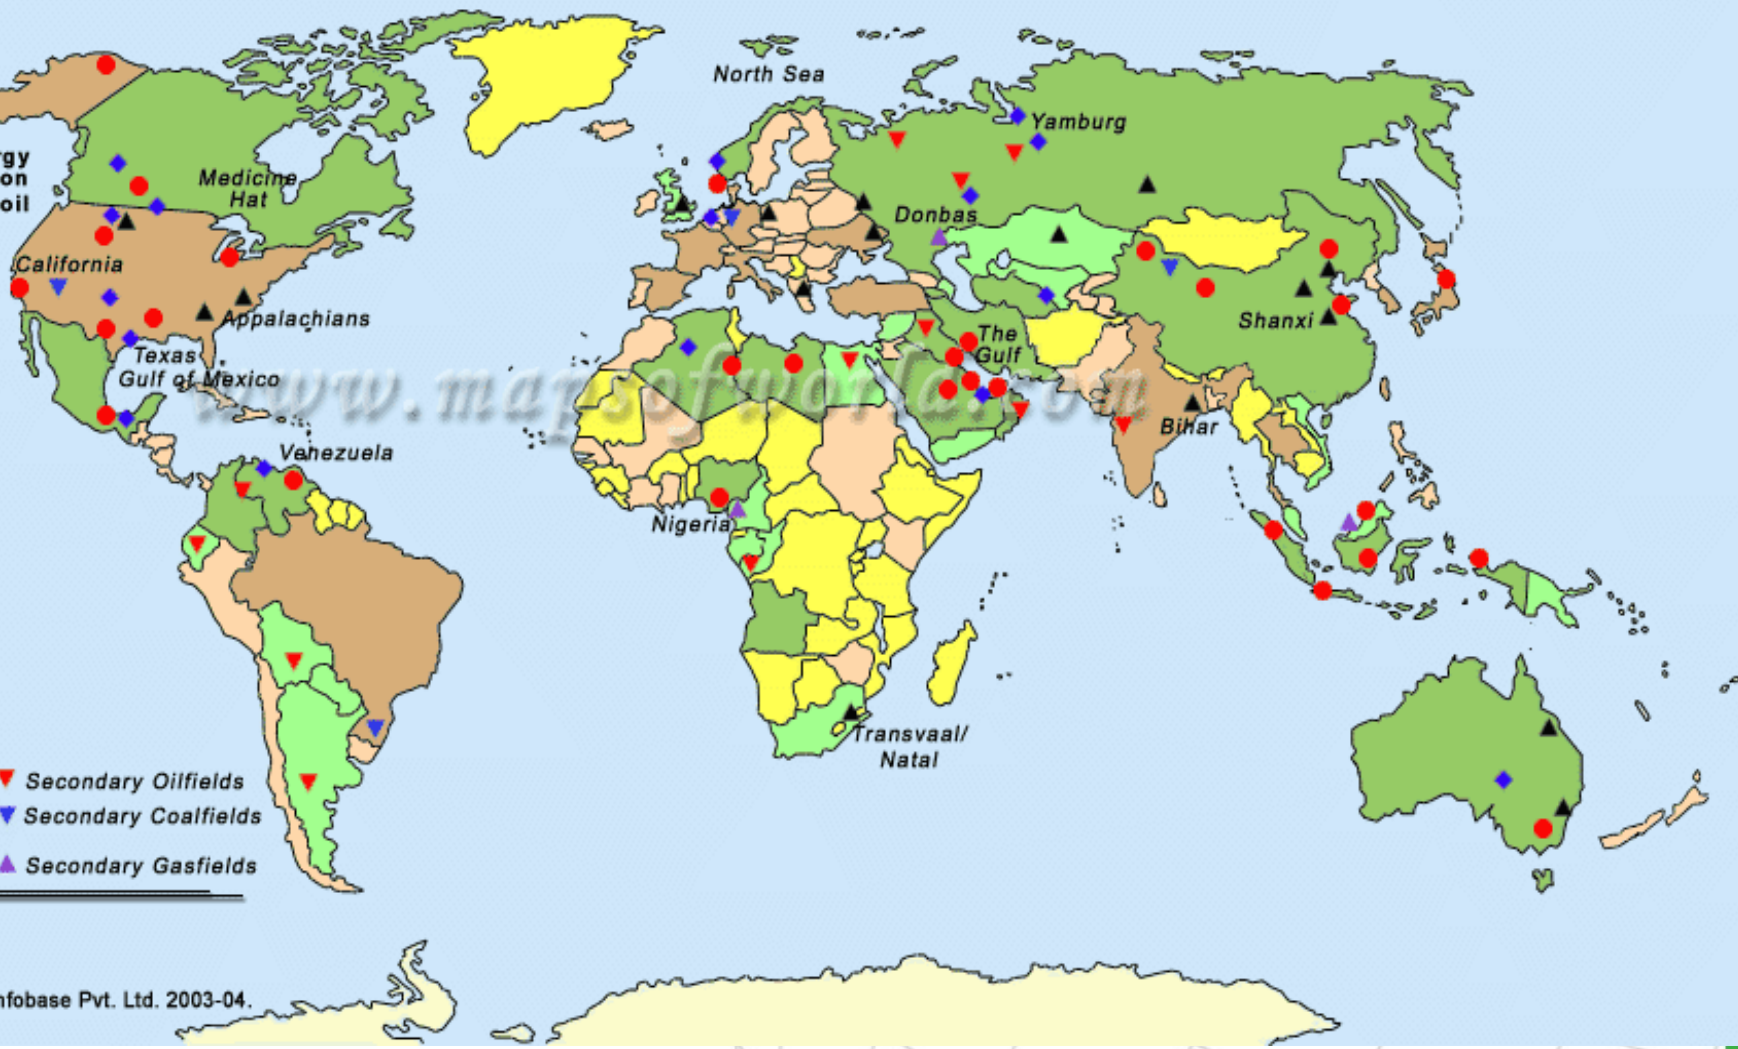 North Sea
Yamburg
rgy
on
oil
Medicine
Hat
Donbas
California
Appalachians
Shanxi
The
Gulf
Texas
Gulf of Mexico
www.mapsofworld.com
Bihar
Venezuela
Nigeria
Transvaal/
Natal
Secondary Oilfields
Secondary Coalfields
Secondary Gasfields
nfobase Pvt. Ltd. 2003-04.